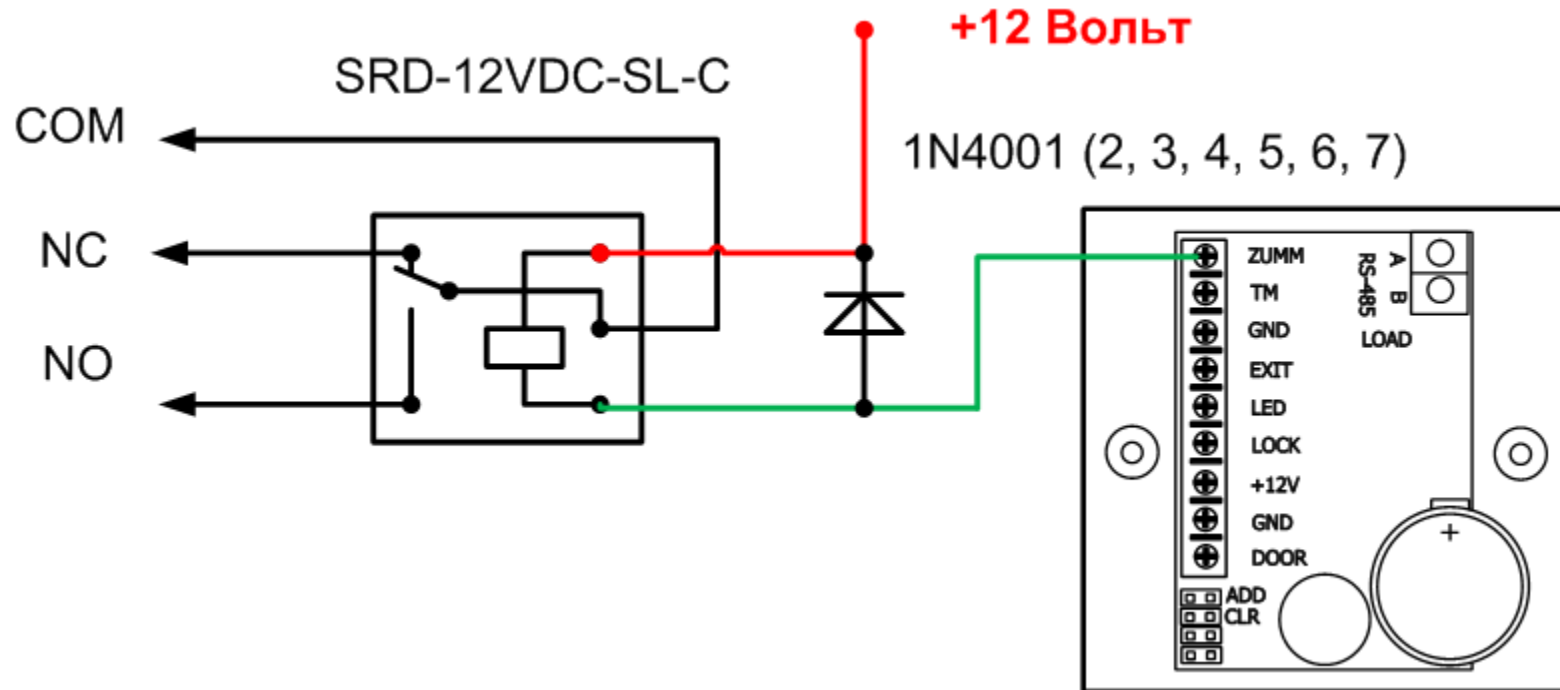 +12 Вольт
SRD-12VDC-SL-C
COM
1N4001 (2, 3, 4, 5, 6, 7)
NC
NO
ZUMM
TM
GND
EXIT
LED
LOCK
+12V
GND
DOOR
ADD
CLR
A
B
RS-485
LOAD
+